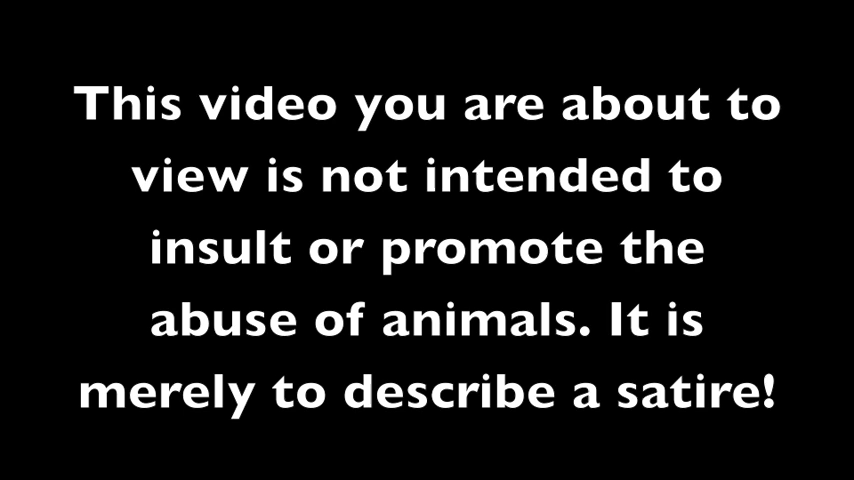 This video you are about to
view is not intended to
insult or promote the
abuse of animals. It is
merely to describe a satire!